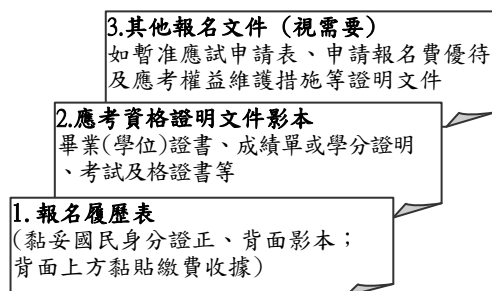 3.其他報名文件（視需要）
如暫准應試申請表、申請報名費優待
及應考權益維護措施等證明文件
2.應考資格證明文件影本
畢業(學位)證書、成績單或學分證明
、考試及格證書等
1.報名履歷表
(黏妥國民身分證正、背面影本；
背面上方黏貼繳費收據)